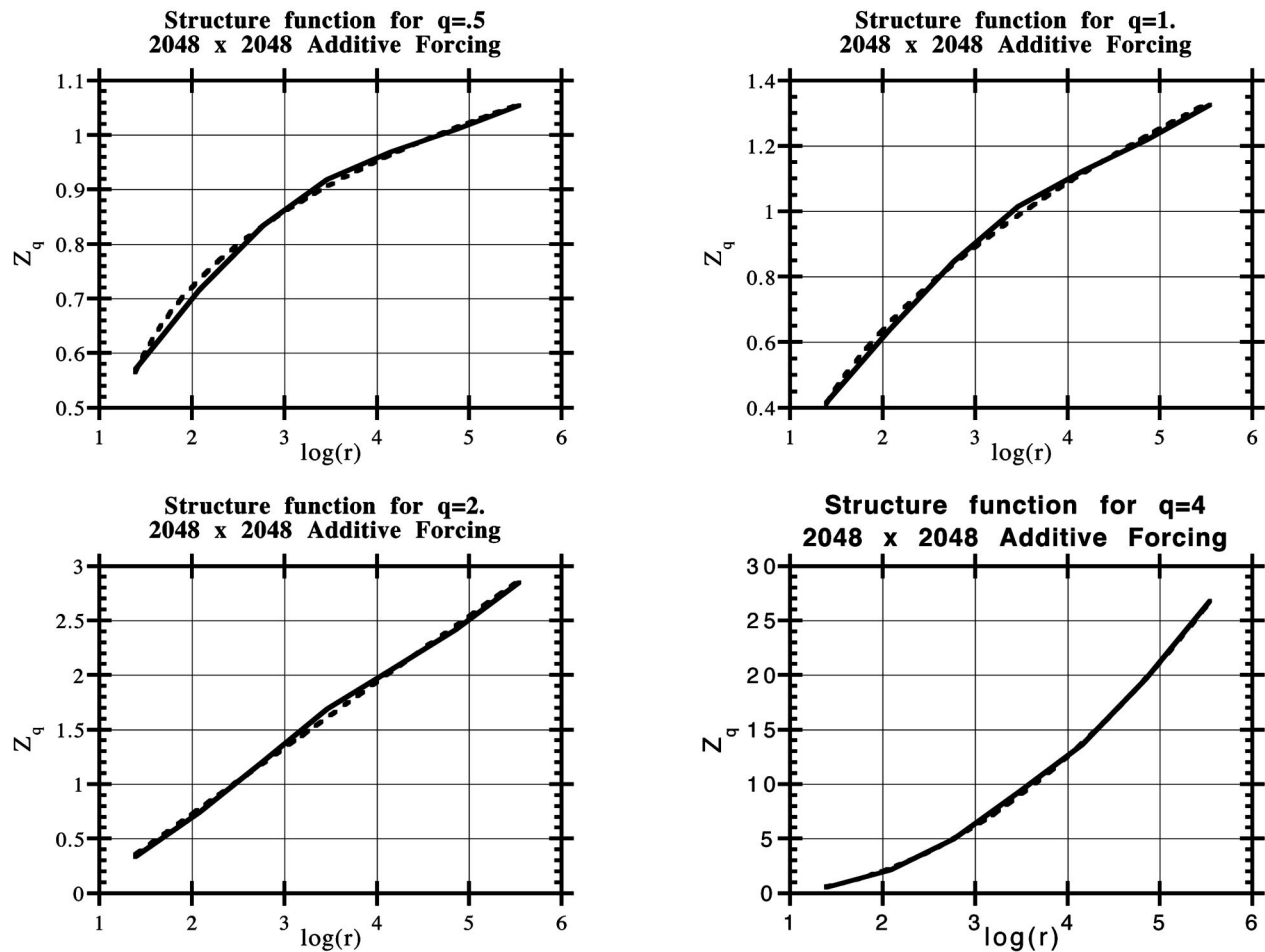 Structure function for q=.5
2048 x 2048 Additive Forcing
1.1
1
0.9
0.8
0.7
0.6
0.5
Z_q
1 2 3 4 5 6
log(r)
Structure function for q=1.
2048 x 2048 Additive Forcing
1.4
1.2
1
0.8
0.6
0.4
Z_q
1 2 3 4 5 6
log(r)
Structure function for q=2.
2048 x 2048 Additive Forcing
3
2.5
2
1.5
1
0.5
0
Z_q
1 2 3 4 5 6
log(r)
Structure function for q=4
2048 x 2048 Additive Forcing
30
25
20
15
10
5
0
Z_q
1 2 3 4 5 6
log(r)